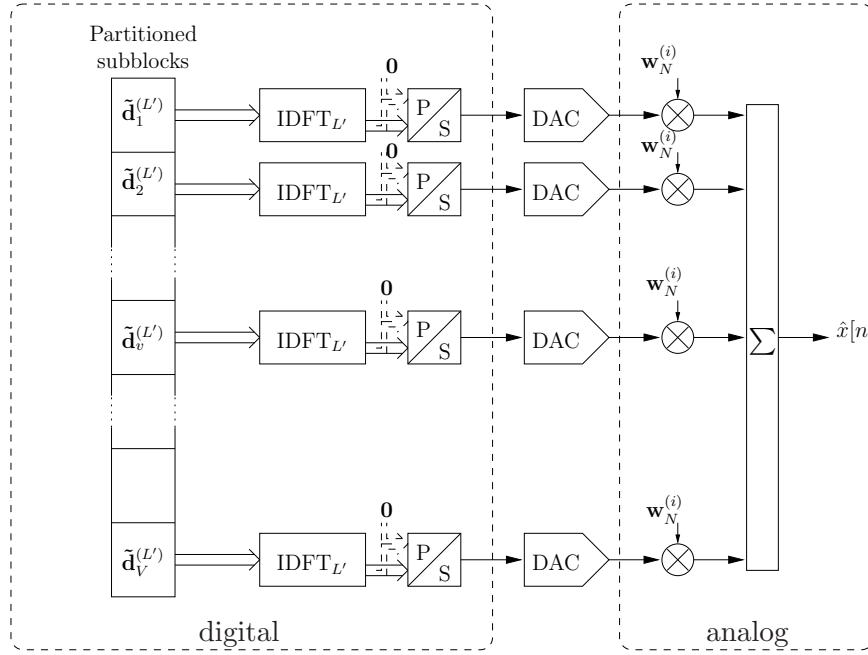 Partitioned
subblocks
d̃₁^(L′) IDFT_L′ 0 P/S DAC w_N^(i)
d̃₂^(L′) IDFT_L′ 0 P/S DAC w_N^(i)
d̃_v^(L′) IDFT_L′ 0 P/S DAC w_N^(i)
∑ x̂[n
d̃_V^(L′) IDFT_L′ 0 P/S DAC w_N^(i)
digital
analog